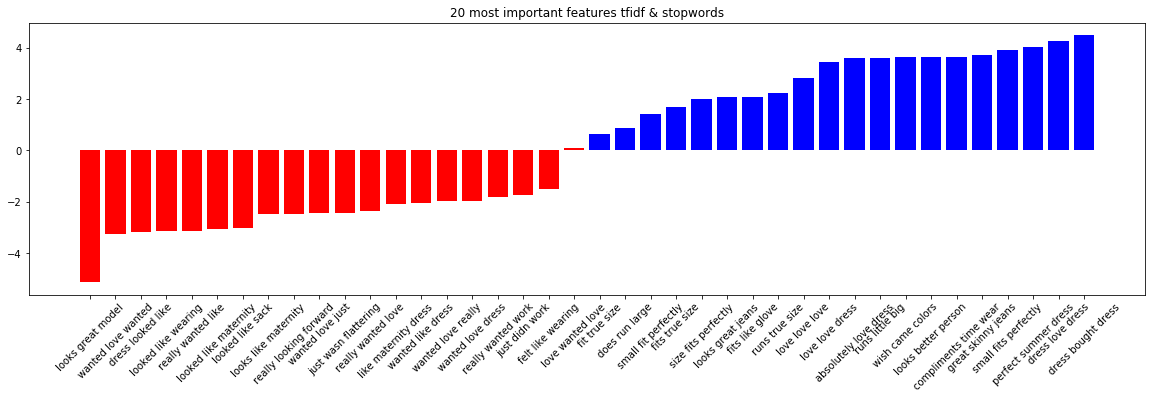 20 most important features tfidf & stopwords
4
2
0
−2
−4
looks great model
wanted love wanted
dress looked like
looked like wearing
really wanted like
looked like maternity
looked like sack
looks like maternity
really looking forward
wanted love just
just wasn flattering
really wanted love
like maternity dress
wanted like dress
wanted love really
wanted love dress
really wanted work
just didn work
felt like wearing
love wanted love
fit true size
does run large
small fit perfectly
fits true size
size fits perfectly
looks great jeans
fits like glove
runs true size
love love love
love love dress
absolutely love dress
runs little big
wish came colors
looks better person
compliments time wear
great skinny jeans
small fits perfectly
perfect summer dress
dress love dress
dress bought dress